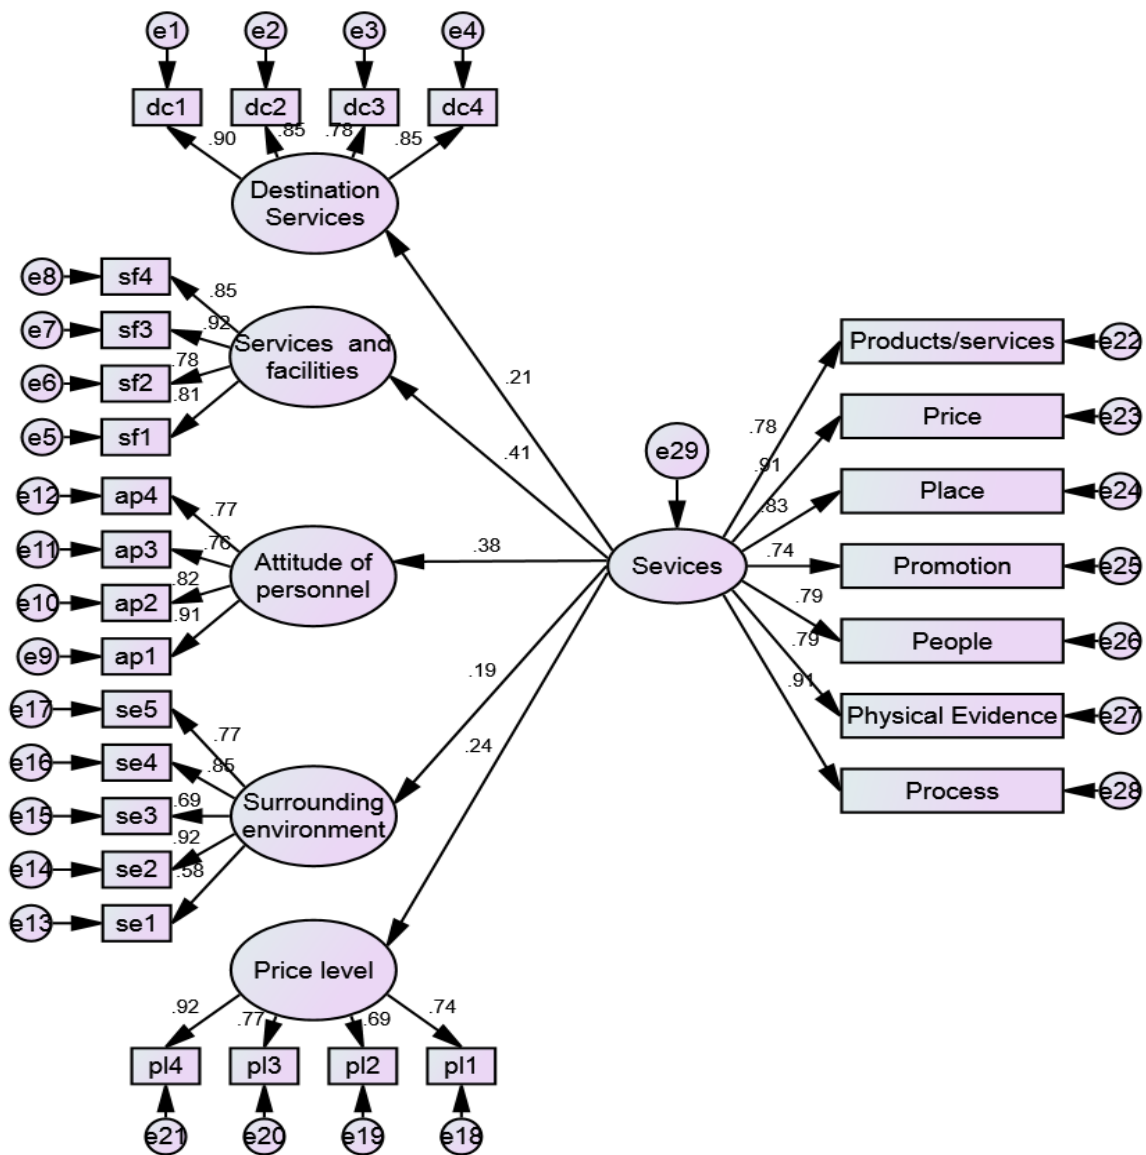 e1
e2
e3
e4
dc1
dc2
dc3
dc4
.90
.85
.78
.85
Destination
Services
e8
sf4
.85
e7
sf3
.92
e6
sf2
.78
e5
sf1
.81
Services and
facilities
.21
.41
e12
ap4
.77
e11
ap3
.76
e10
ap2
.82
e9
ap1
.91
Attitude of
personnel
.38
e29
Sevices
.78
Products/services
e22
.91
Price
e23
.83
Place
e24
.74
Promotion
e25
.79
People
e26
.79
Physical Evidence
e27
.91
Process
e28
.19
.24
e17
se5
.77
e16
se4
.85
e15
se3
.69
e14
se2
.92
e13
se1
.58
Surrounding
environment
Price level
.92
.77
.69
.74
pl4
pl3
pl2
pl1
e21
e20
e19
e18